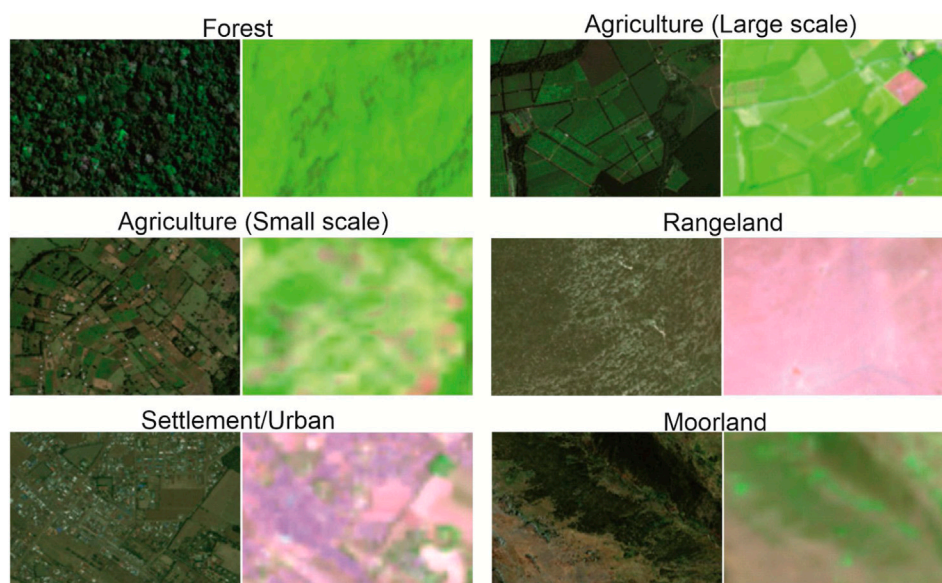 Forest
Agriculture (Large scale)
Agriculture (Small scale)
Rangeland
Settlement/Urban
Moorland